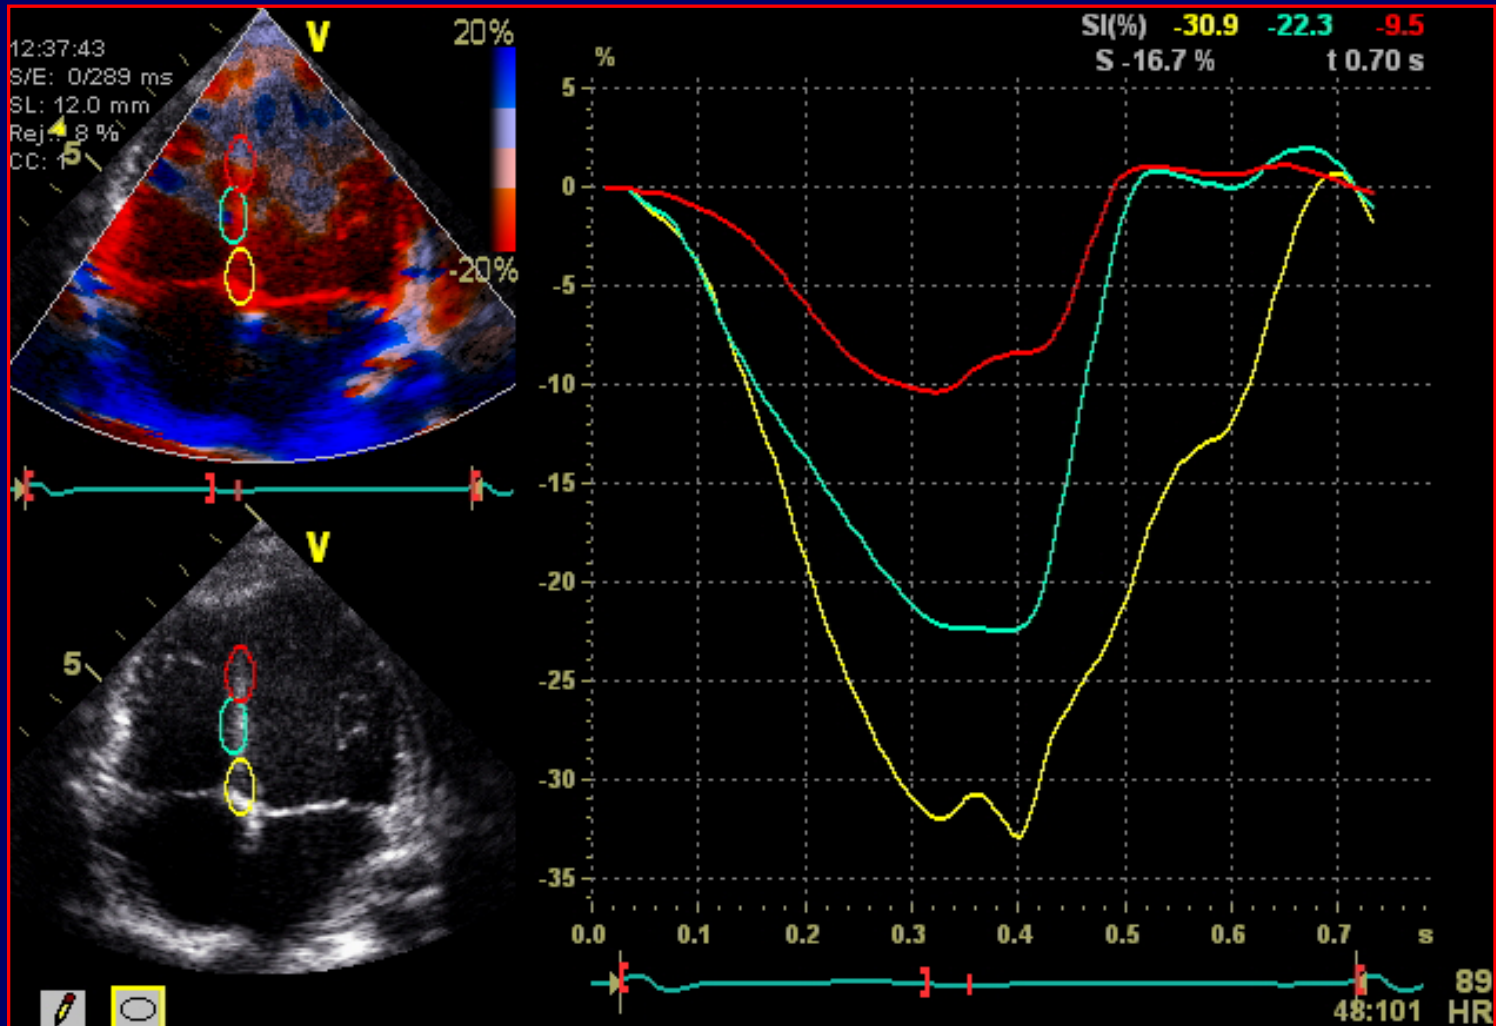 12:37:43
S/E: 0/289 ms
SL: 12.0 mm
Rej.: 8 %
CC: 1
5
V
20%
-20%
V
5
SI(%) -30.9 -22.3 -9.5
S -16.7 % t 0.70 s
%
5
0
-5
-10
-15
-20
-25
-30
-35
0.0 0.1 0.2 0.3 0.4 0.5 0.6 0.7 s
89
48:101 HR